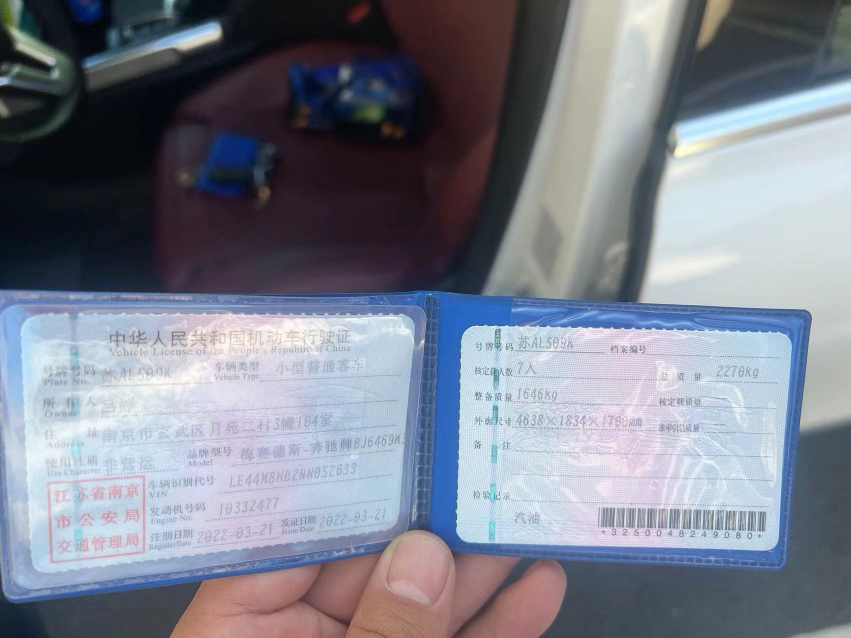 中华人民共和国机动车行驶证
Vehicle License of the People's Republic of China
号牌号码 苏AL509K 车辆类型 小型普通客车
Plate No. Vehicle Type
所有人
Owner
住址 南京市玄武区月苑二村3幢104室
Address
使用性质 非营运 品牌型号 梅赛德斯-奔驰牌BJ6469M
Use Character Model
江苏省南京
市公安局
交通管理局
车辆识别代号 LE44M8HB2NN052633
VIN
发动机号码 10332477
Engine No.
注册日期 2022-03-21 发证日期 2022-03-21
Register Date Issue Date
号牌号码 苏AL509K 档案编号
核定载人数 7人 总质量 2270kg
整备质量 1646kg 核定载质量
外廓尺寸 4638×1834×1700mm 准牵引总质量
备注
检验记录
汽油
*3250048249080*